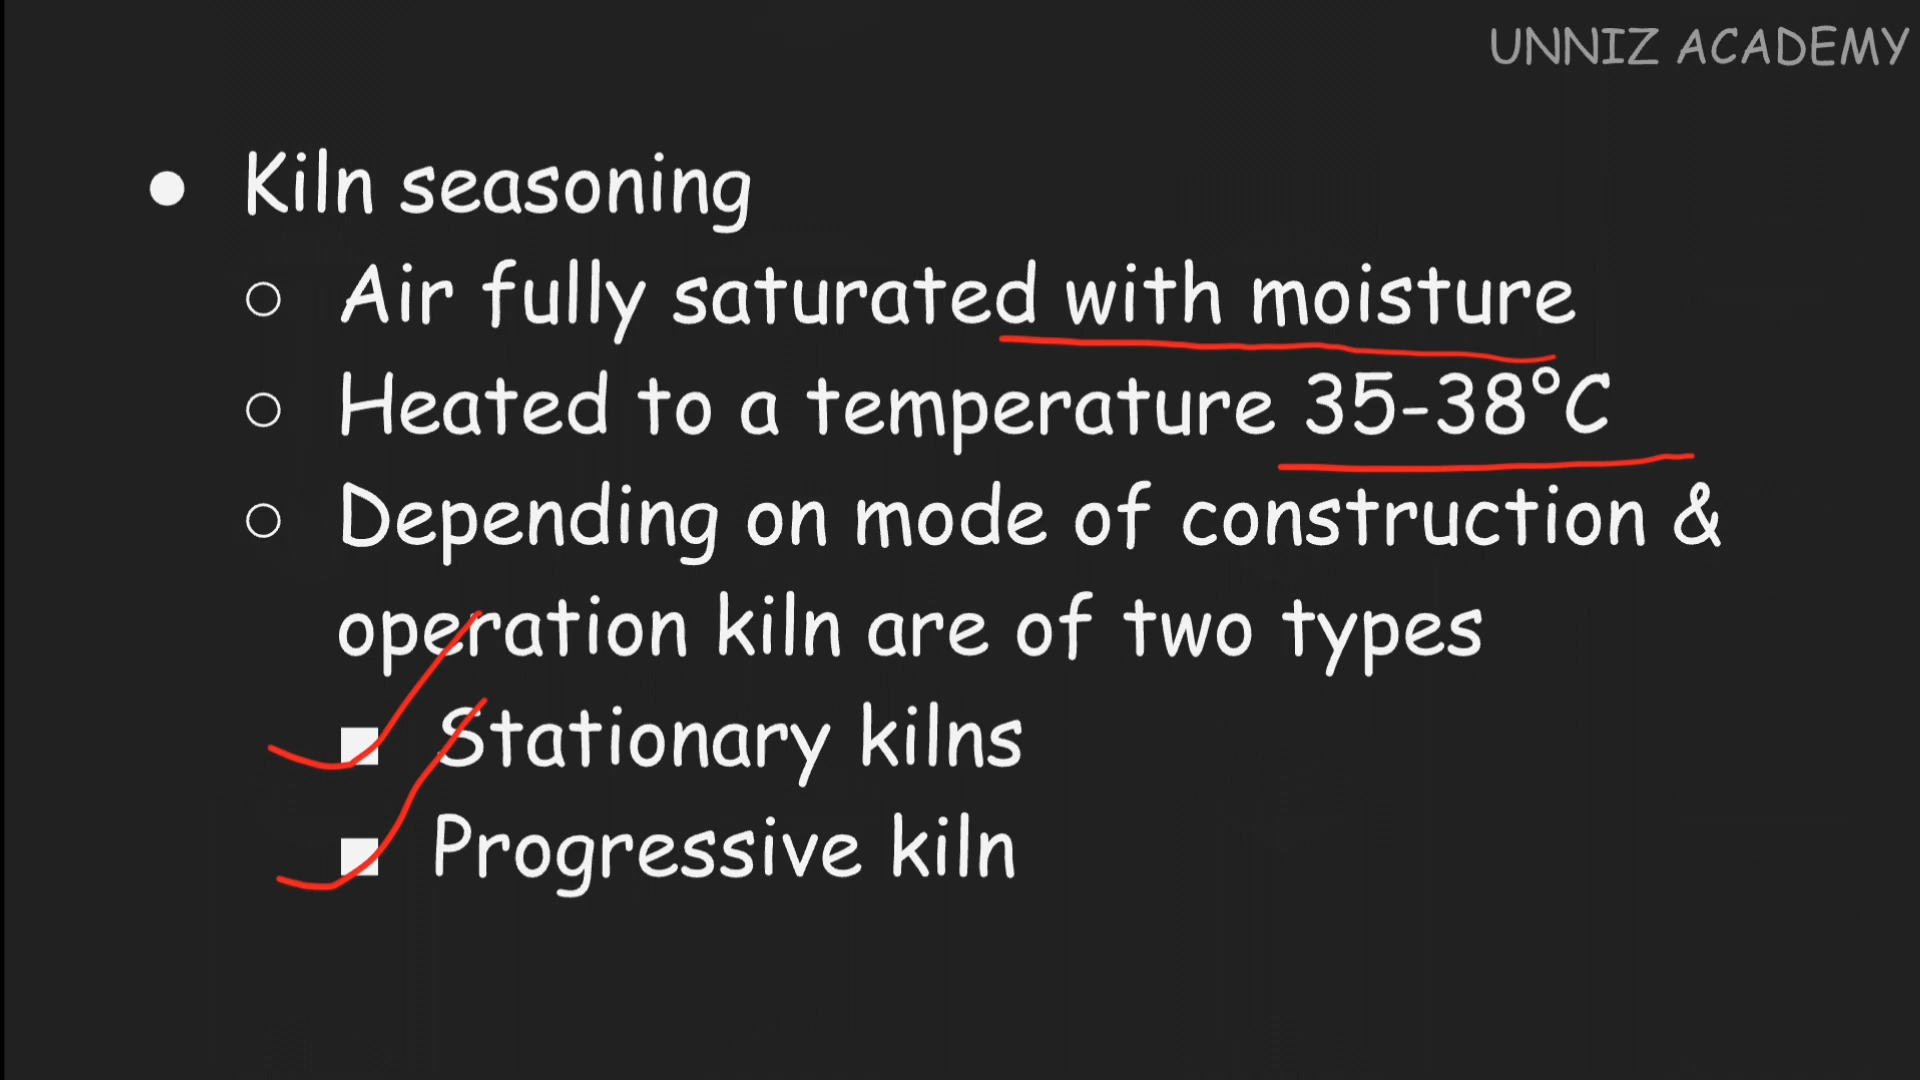 UNNIZ ACADEMY
● Kiln seasoning
○ Air fully saturated with moisture
○ Heated to a temperature 35-38°C
○ Depending on mode of construction &
operation kiln are of two types
■ Stationary kilns
■ Progressive kiln